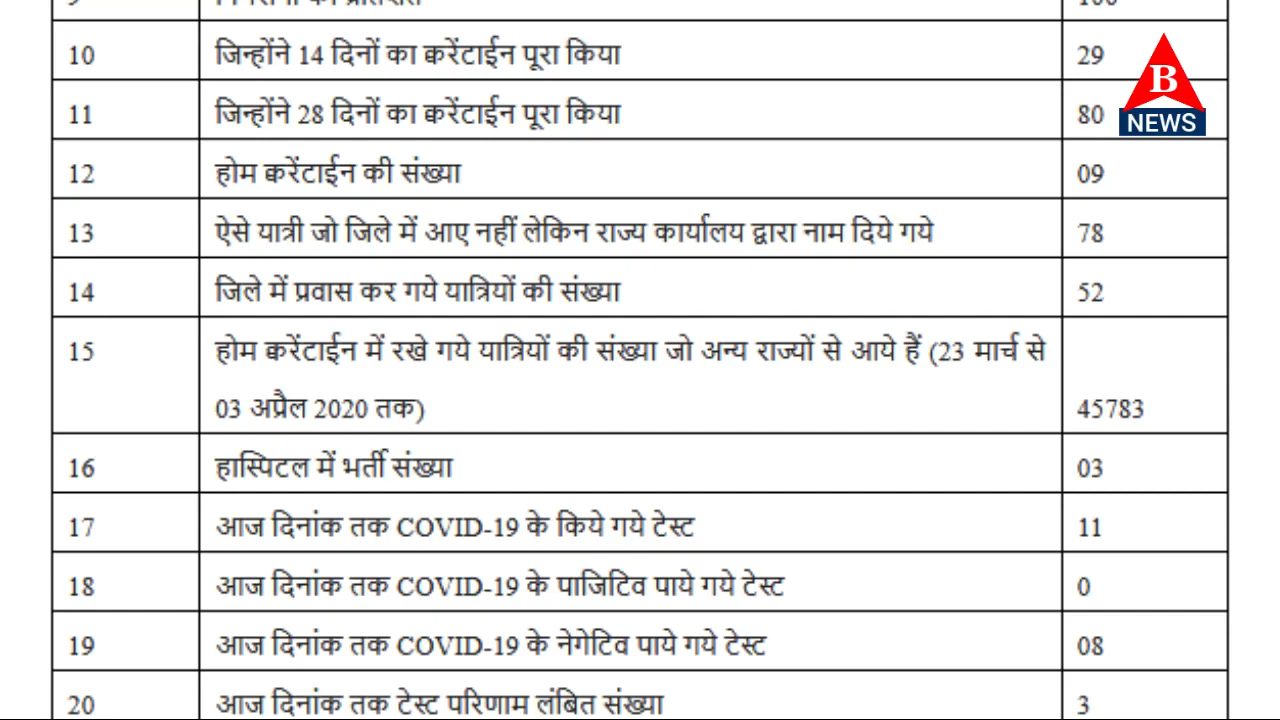 10 जिन्होंने 14 दिनों का क्वरेंटाईन पूरा किया 29
11 जिन्होंने 28 दिनों का क्वरेंटाईन पूरा किया 80
12 होम क्वरेंटाईन की संख्या 09
13 ऐसे यात्री जो जिले में आए नहीं लेकिन राज्य कार्यालय द्वारा नाम दिये गये 78
14 जिले में प्रवास कर गये यात्रियों की संख्या 52
15 होम क्वरेंटाईन में रखे गये यात्रियों की संख्या जो अन्य राज्यों से आये हैं (23 मार्च से
03 अप्रैल 2020 तक) 45783
16 हास्पिटल में भर्ती संख्या 03
17 आज दिनांक तक COVID-19 के किये गये टेस्ट 11
18 आज दिनांक तक COVID-19 के पाजिटिव पाये गये टेस्ट 0
19 आज दिनांक तक COVID-19 के नेगेटिव पाये गये टेस्ट 08
20 आज दिनांक तक टेस्ट परिणाम लंबित संख्या 3
B
NEWS